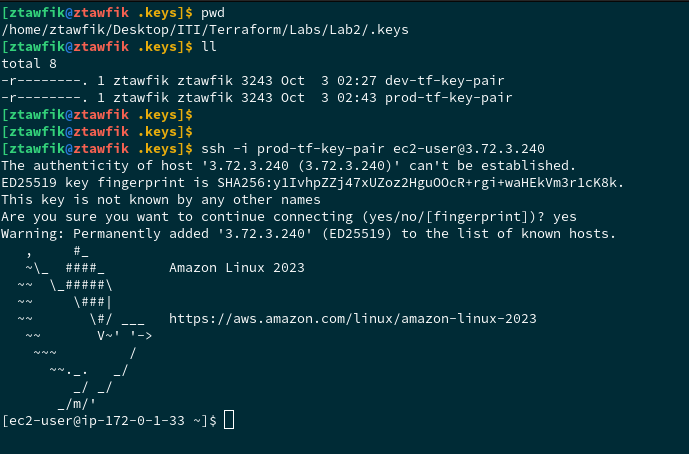 [ztawfik@ztawfik .keys]$ pwd
/home/ztawfik/Desktop/ITI/Terraform/Labs/Lab2/.keys
[ztawfik@ztawfik .keys]$ ll
total 8
-r--------. 1 ztawfik ztawfik 3243 Oct  3 02:27 dev-tf-key-pair
-r--------. 1 ztawfik ztawfik 3243 Oct  3 02:43 prod-tf-key-pair
[ztawfik@ztawfik .keys]$
[ztawfik@ztawfik .keys]$
[ztawfik@ztawfik .keys]$ ssh -i prod-tf-key-pair ec2-user@3.72.3.240
The authenticity of host '3.72.3.240 (3.72.3.240)' can't be established.
ED25519 key fingerprint is SHA256:y1IvhpZZj47xUZoz2HguOOcR+rgi+waHEkVm3r1cK8k.
This key is not known by any other names
Are you sure you want to continue connecting (yes/no/[fingerprint])? yes
Warning: Permanently added '3.72.3.240' (ED25519) to the list of known hosts.
   ,     #_
   ~\_  ####_        Amazon Linux 2023
  ~~  \_#####\
  ~~     \###|
  ~~       \#/ ___   https://aws.amazon.com/linux/amazon-linux-2023
   ~~       V~' '->
    ~~~         /
      ~~._.   _/
         _/ _/
       _/m/'
[ec2-user@ip-172-0-1-33 ~]$